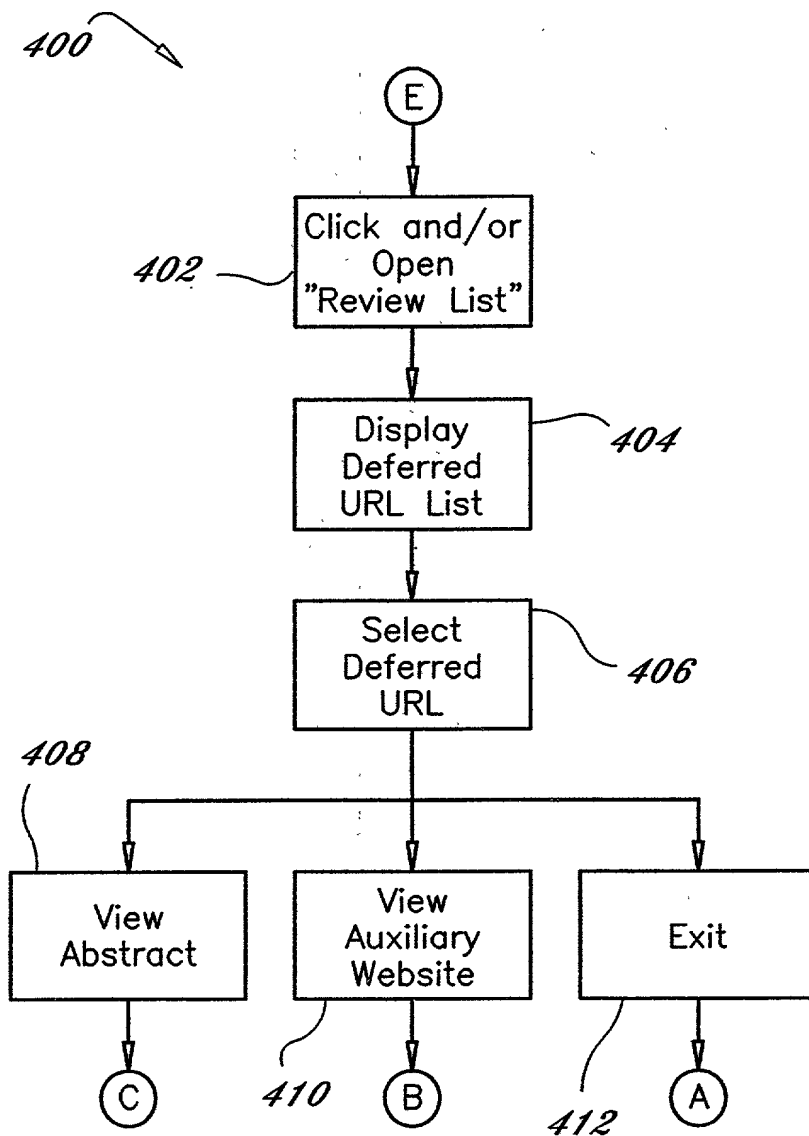 400
E
Click and/or
Open
"Review List"
402
Display
Deferred
URL List
404
Select
Deferred
URL
406
408
View
Abstract
View
Auxiliary
Website
Exit
C
410
B
412
A